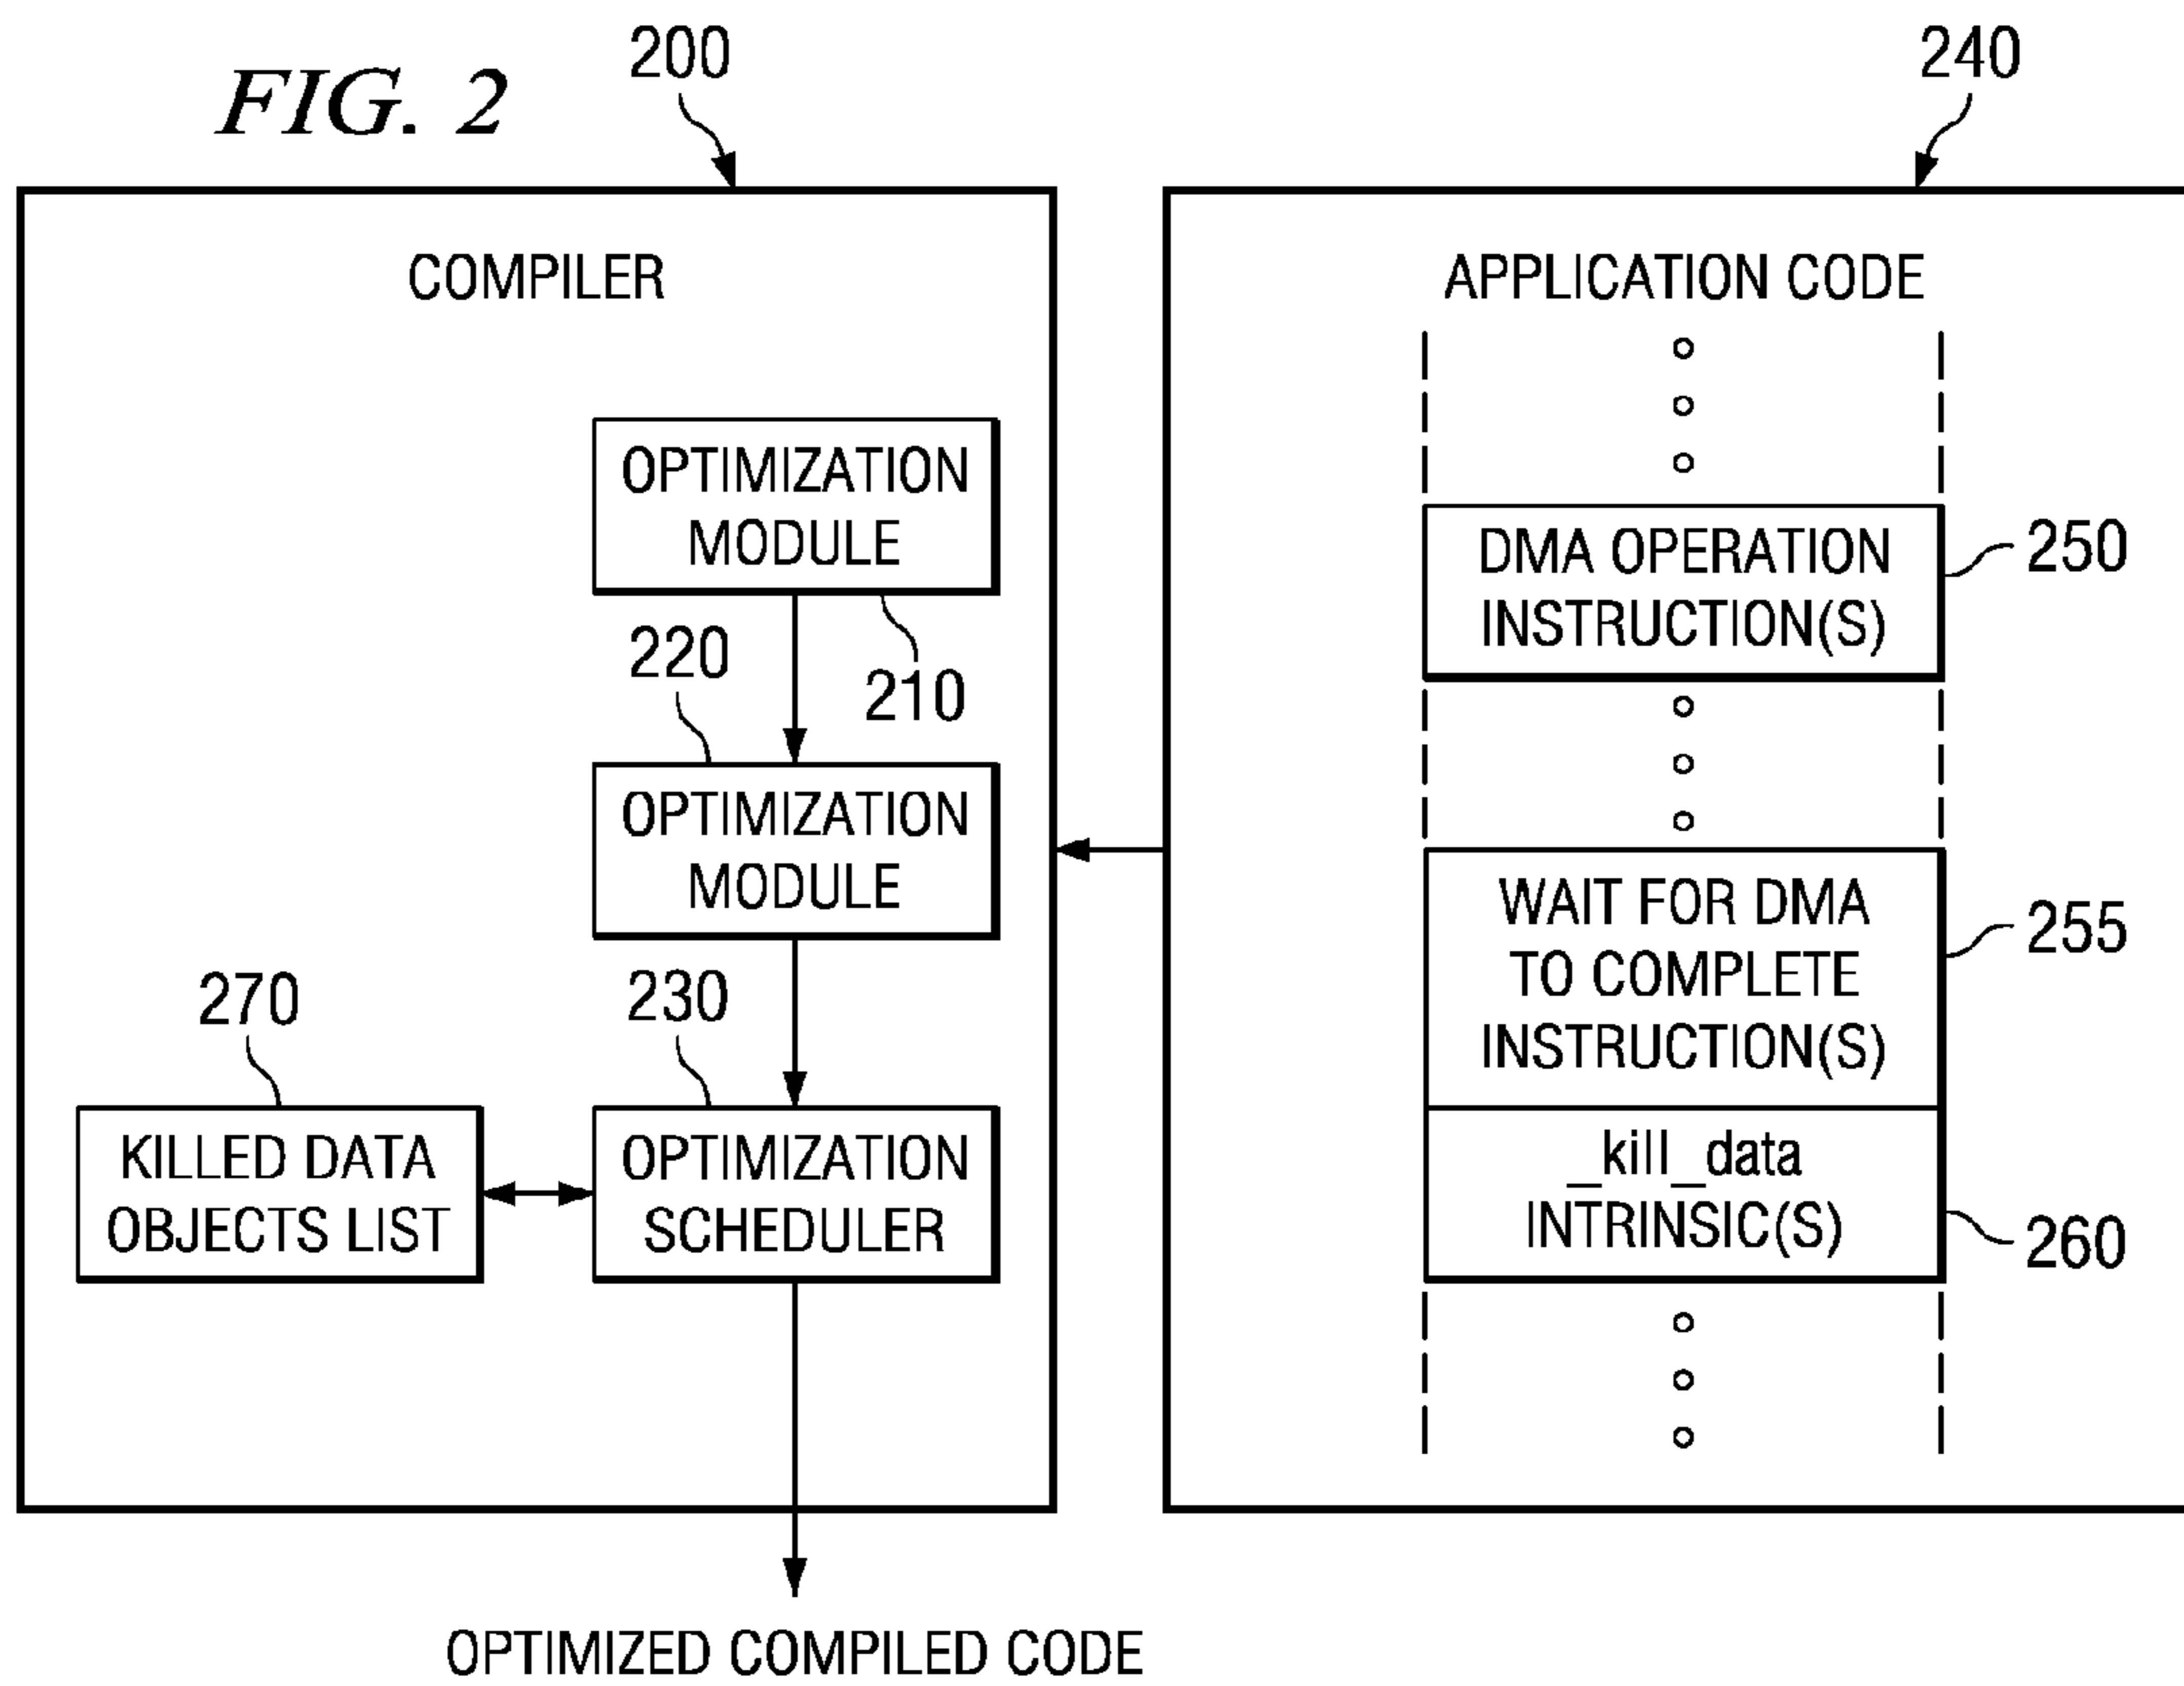 FIG. 2
200
240
COMPILER
APPLICATION CODE
OPTIMIZATION
MODULE
210
220
OPTIMIZATION
MODULE
230
270
KILLED DATA
OBJECTS LIST
OPTIMIZATION
SCHEDULER
DMA OPERATION
INSTRUCTION(S)
250
WAIT FOR DMA
TO COMPLETE
INSTRUCTION(S)
255
_kill_data
INTRINSIC(S)
260
OPTIMIZED COMPILED CODE